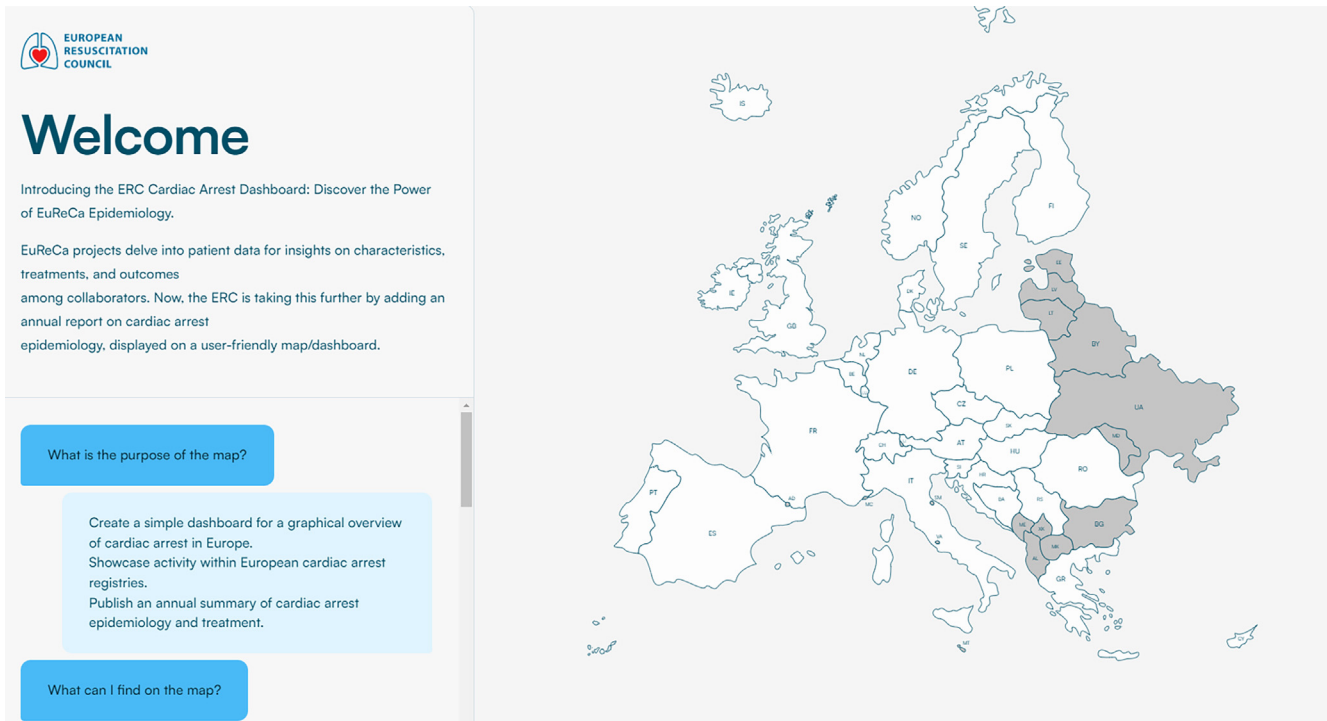 EUROPEAN
RESUSCITATION
COUNCIL
Welcome
Introducing the ERC Cardiac Arrest Dashboard: Discover the Power
of EuReCa Epidemiology.
EuReCa projects delve into patient data for insights on characteristics,
treatments, and outcomes
among collaborators. Now, the ERC is taking this further by adding an
annual report on cardiac arrest
epidemiology, displayed on a user-friendly map/dashboard.
What is the purpose of the map?
Create a simple dashboard for a graphical overview
of cardiac arrest in Europe.
Showcase activity within European cardiac arrest
registries.
Publish an annual summary of cardiac arrest
epidemiology and treatment.
What can I find on the map?
IS
NO
FI
SE
EE
LV
DK
IE
LT
GB
BY
NL
BE
DE
PL
CZ
UA
FR
SK
MD
CH
AT
HU
RO
SI
HR
IT
PT
AD
MC
BA
RS
ES
ME
BG
VA
MK
AL
GR
CY
MT